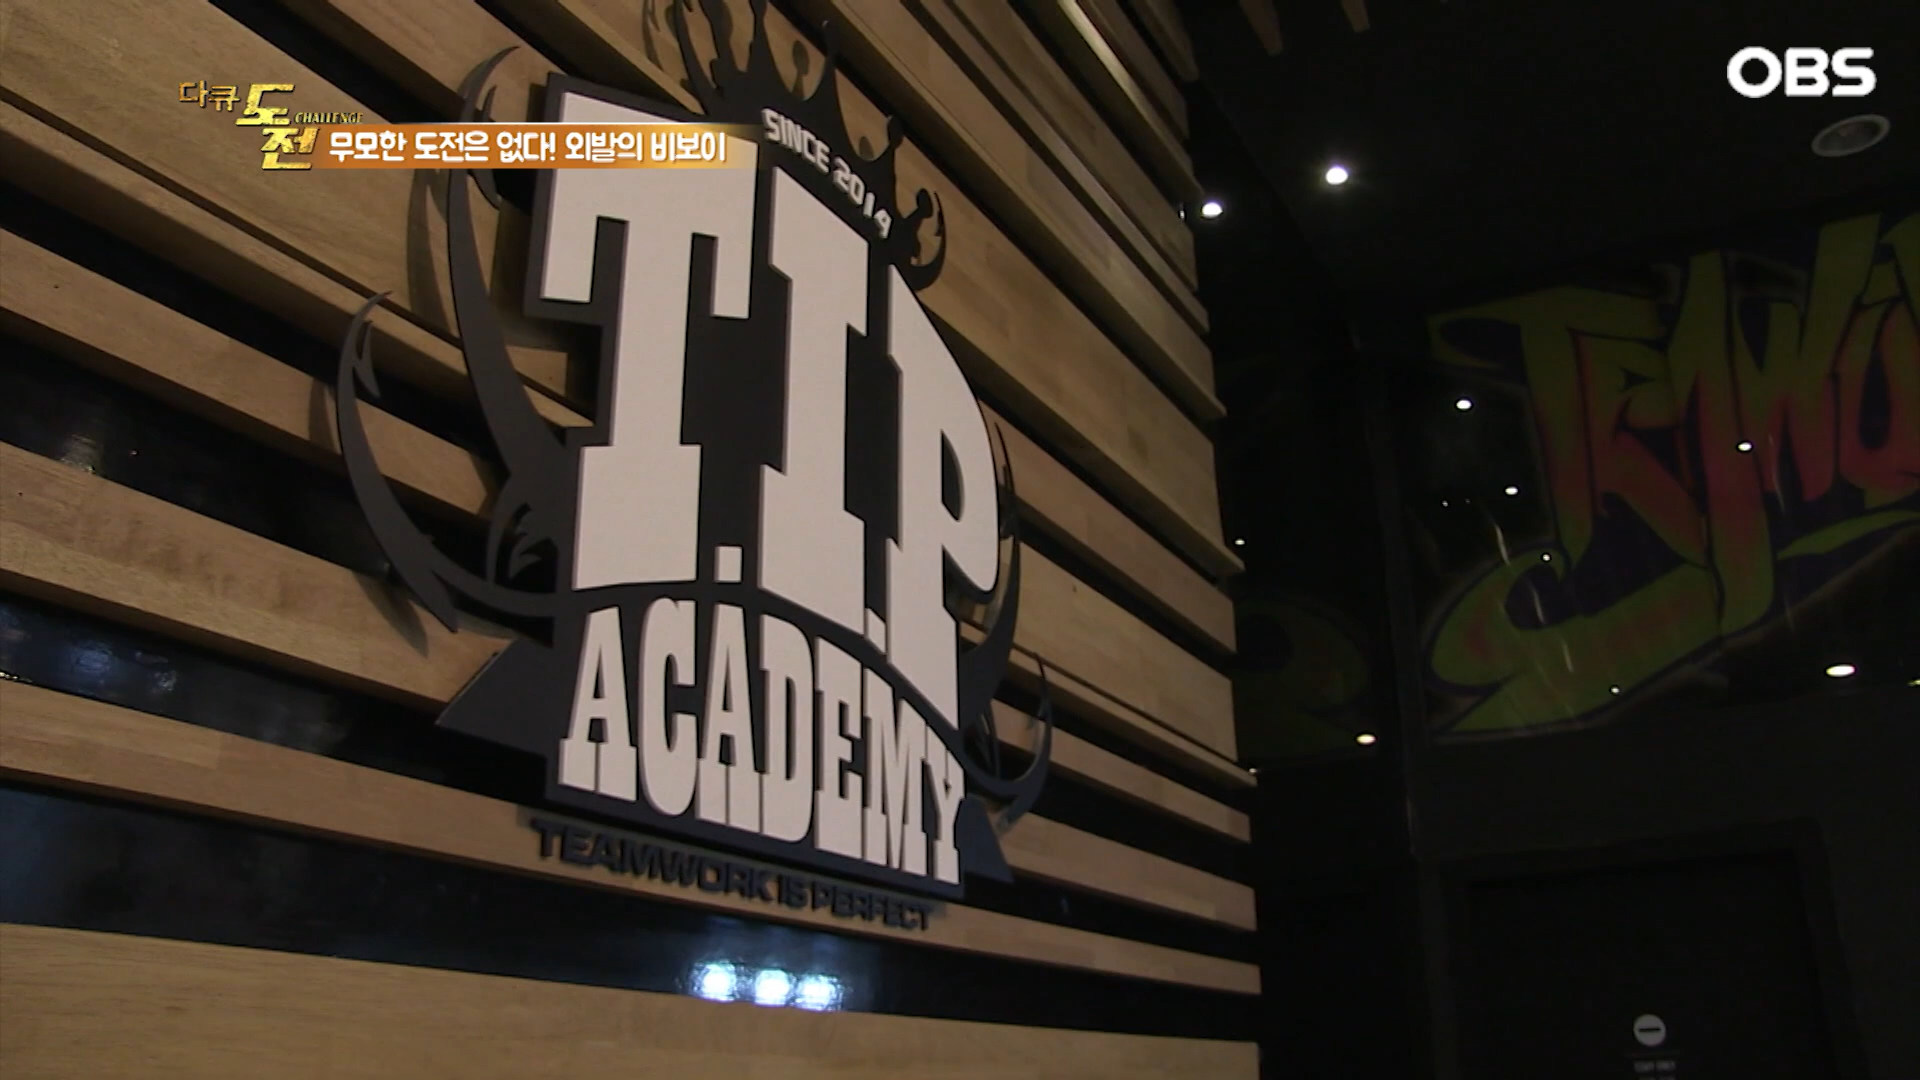 다큐 도전
CHALLENGE
무모한 도전은 없다! 외발의 비보이
OBS
SINCE 2014
T.I.P
ACADEMY
TEAMWORK IS PERFECT